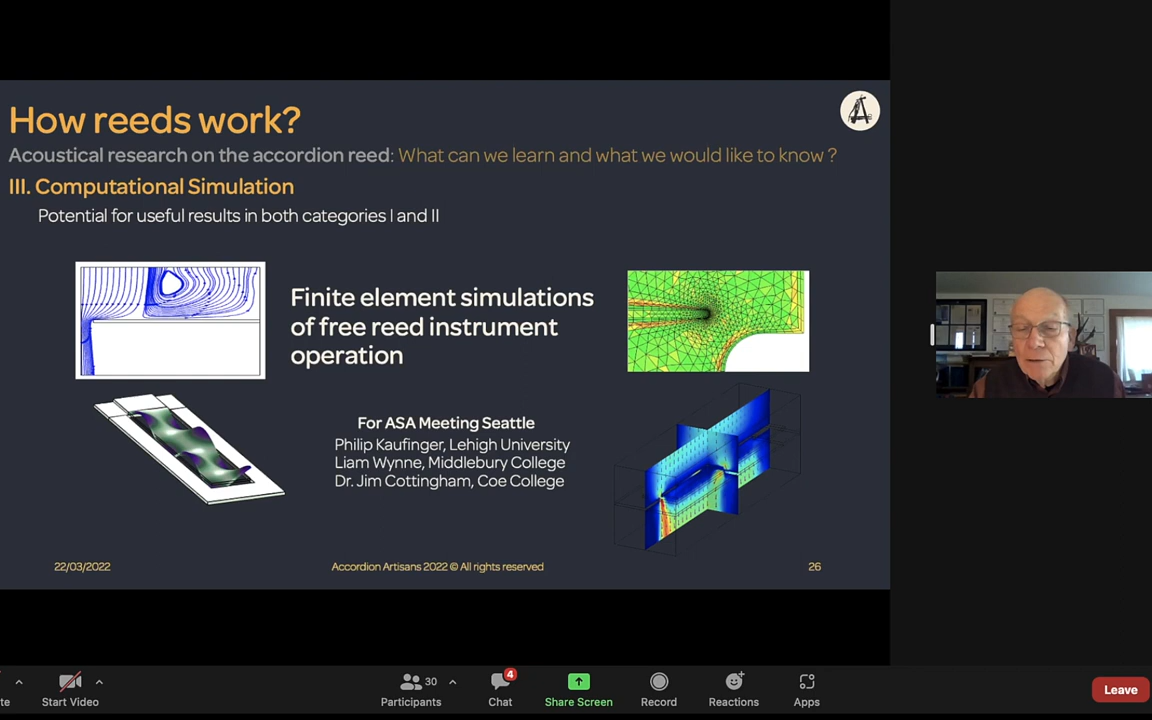 How reeds work?
Acoustical research on the accordion reed: What can we learn and what we would like to know ?
III. Computational Simulation
Potential for useful results in both categories I and II
Finite element simulations
of free reed instrument
operation
For ASA Meeting Seattle
Philip Kaufinger, Lehigh University
Liam Wynne, Middlebury College
Dr. Jim Cottingham, Coe College
22/03/2022
Accordion Artisans 2022 © All rights reserved
26
te
Start Video
30
Participants
4
Chat
Share Screen
Record
Reactions
Apps
Leave